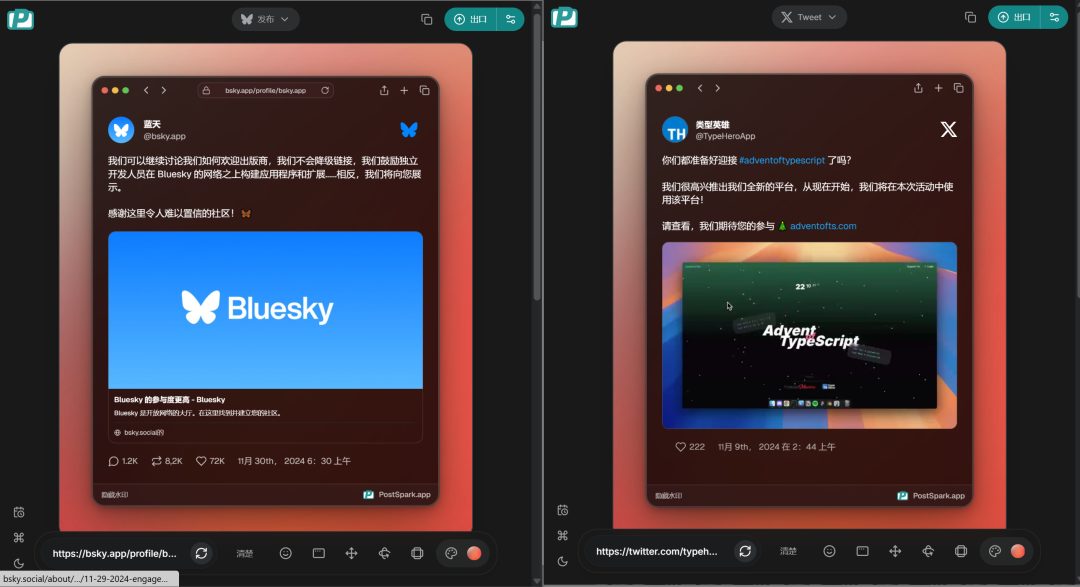 发布
出口
bsky.app/profile/bsky.app
蓝天
@bsky.app
我们可以继续讨论我们如何欢迎出版商，我们不会降级链接，我们鼓励独立
开发人员在 Bluesky 的网络之上构建应用程序和扩展.....相反，我们将向您展
示。
感谢这里令人难以置信的社区！
Bluesky
Bluesky 的参与度更高 - Bluesky
Bluesky 是开放网络的大厅。在这里找到并建立您的社区。
bsky.social的
1.2K 8,2K 72K 11月 30th， 2024 6：30 上午
隐藏水印
PostSpark.app
https://bsky.app/profile/b...
清楚
bsky.social/about/.../11-29-2024-engage...
Tweet
出口
TH
类型英雄
@TypeHeroApp
你们都准备好迎接 #adventoftypescript 了吗？
我们很高兴推出我们全新的平台，从现在开始，我们将在本次活动中使
用该平台！
请查看，我们期待您的参与 adventofts.com
22
Advent
TypeScript
222 11月 9th， 2024 在 2：44 上午
隐藏水印
PostSpark.app
https://twitter.com/typeh...
清楚